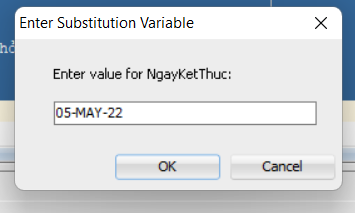 Enter Substitution Variable
Enter value for NgayKetThuc:
05-MAY-22
OK
Cancel